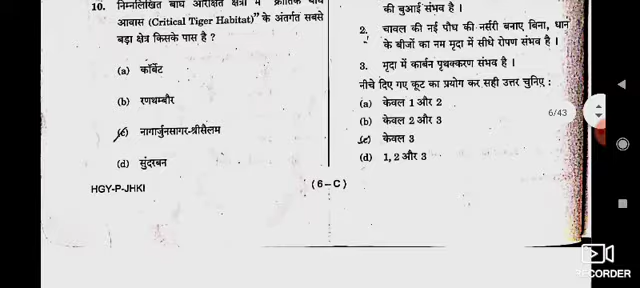 10. निम्नलिखित बाघ आरक्षित क्षेत्रों में "क्रांतिक बाघ
आवास (Critical Tiger Habitat)" के अंतर्गत सबसे
बड़ा क्षेत्र किसके पास है ?
(a) कॉर्बेट
(b) रणथम्बौर
(c) नागार्जुनसागर-श्रीसैलम
(d) सुंदरबन
HGY-P-JHKI
(6-C)
की बुआई संभव है ।
2. चावल की नई पौध की नर्सरी बनाए बिना, धान
के बीजों का नम मृदा में सीधे रोपण संभव है ।
3. मृदा में कार्बन पृथक्करण संभव है ।
नीचे दिए गए कूट का प्रयोग कर सही उत्तर चुनिए :
(a) केवल 1 और 2
(b) केवल 2 और 3
(c) केवल 3
(d) 1, 2 और 3
6/43
RECORDER